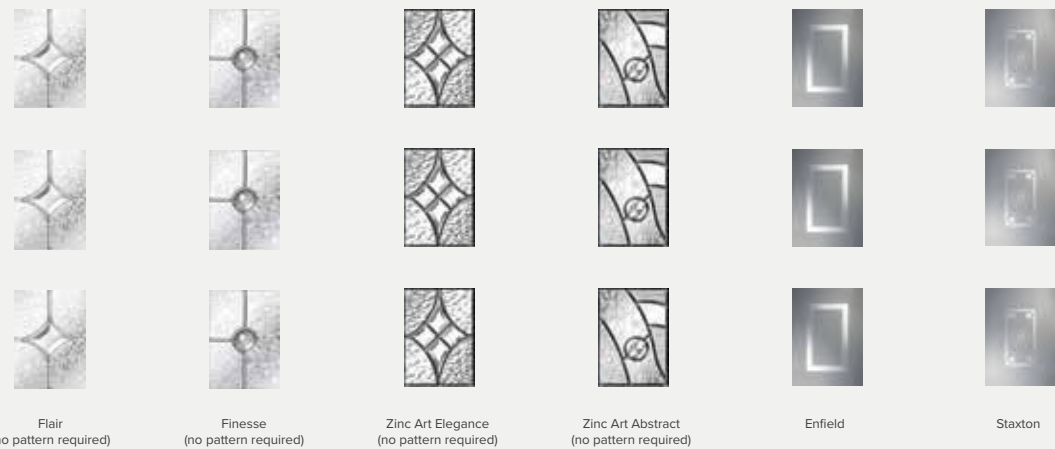 Flair
no pattern required)
Finesse
(no pattern required)
Zinc Art Elegance
(no pattern required)
Zinc Art Abstract
(no pattern required)
Enfield
Staxton